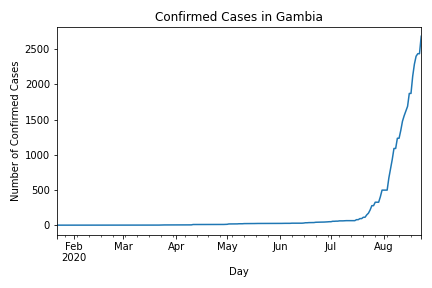 Confirmed Cases in Gambia
Number of Confirmed Cases
2500
2000
1500
1000
500
0
Feb Mar Apr May Jun Jul Aug
2020
Day